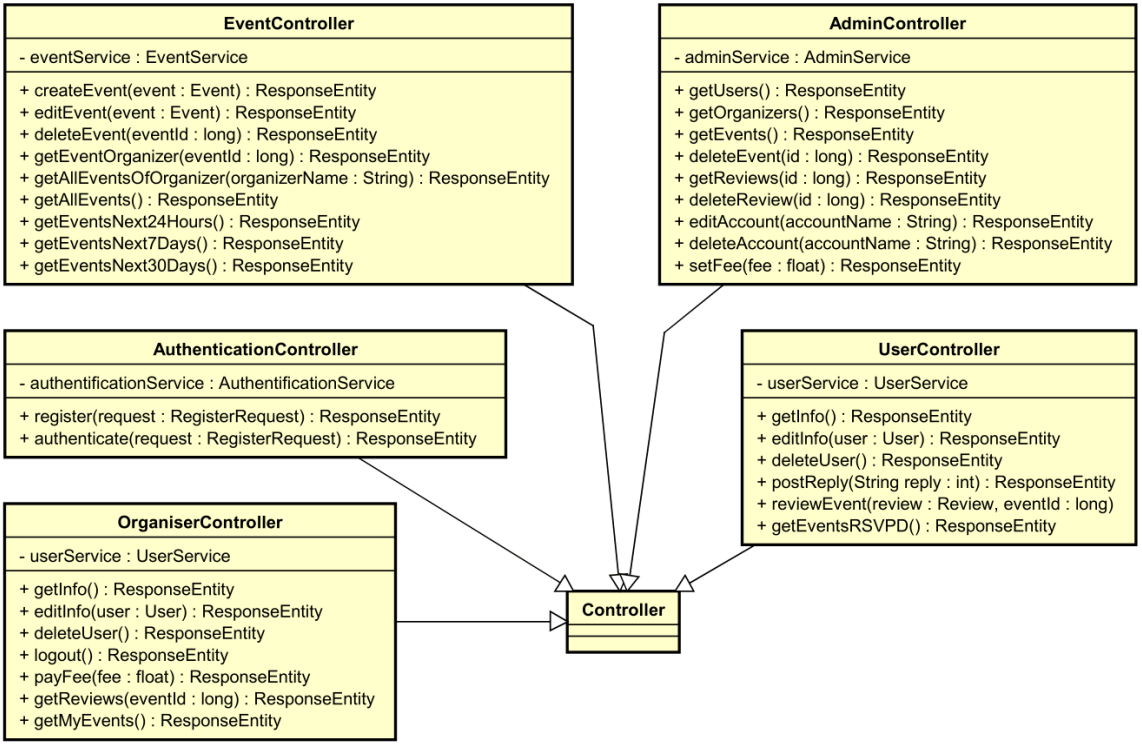 EventController
- eventService : EventService
+ createEvent(event : Event) : ResponseEntity
+ editEvent(event : Event) : ResponseEntity
+ deleteEvent(eventId : long) : ResponseEntity
+ getEventOrganizer(eventId : long) : ResponseEntity
+ getAllEventsOfOrganizer(organizerName : String) : ResponseEntity
+ getAllEvents() : ResponseEntity
+ getEventsNext24Hours() : ResponseEntity
+ getEventsNext7Days() : ResponseEntity
+ getEventsNext30Days() : ResponseEntity
AdminController
- adminService : AdminService
+ getUsers() : ResponseEntity
+ getOrganizers() : ResponseEntity
+ getEvents() : ResponseEntity
+ deleteEvent(id : long) : ResponseEntity
+ getReviews(id : long) : ResponseEntity
+ deleteReview(id : long) : ResponseEntity
+ editAccount(accountName : String) : ResponseEntity
+ deleteAccount(accountName : String) : ResponseEntity
+ setFee(fee : float) : ResponseEntity
AuthenticationController
- authentificationService : AuthentificationService
+ register(request : RegisterRequest) : ResponseEntity
+ authenticate(request : RegisterRequest) : ResponseEntity
UserController
- userService : UserService
+ getInfo() : ResponseEntity
+ editInfo(user : User) : ResponseEntity
+ deleteUser() : ResponseEntity
+ postReply(String reply : int) : ResponseEntity
+ reviewEvent(review : Review, eventId : long)
+ getEventsRSVPD() : ResponseEntity
OrganiserController
- userService : UserService
+ getInfo() : ResponseEntity
+ editInfo(user : User) : ResponseEntity
+ deleteUser() : ResponseEntity
+ logout() : ResponseEntity
+ payFee(fee : float) : ResponseEntity
+ getReviews(eventId : long) : ResponseEntity
+ getMyEvents() : ResponseEntity
Controller